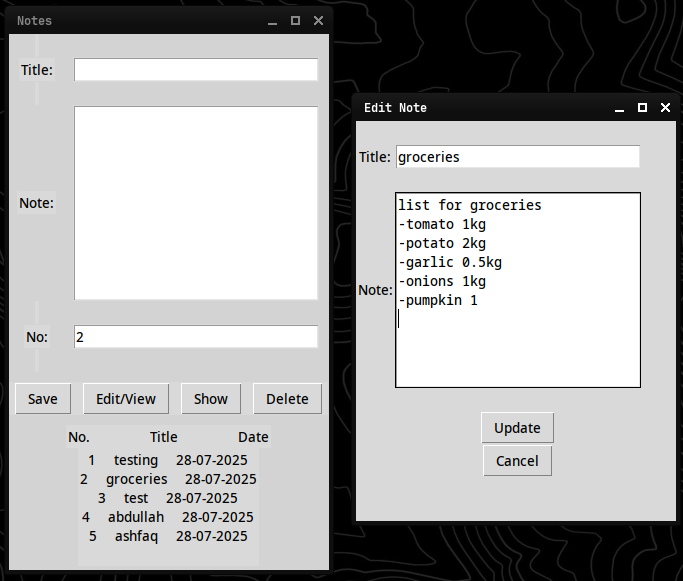 Notes
Title:
Note:
No: 2
Save Edit/View Show Delete
No. Title Date
1 testing 28-07-2025
2 groceries 28-07-2025
3 test 28-07-2025
4 abdullah 28-07-2025
5 ashfaq 28-07-2025
Edit Note
Title: groceries
Note:
list for groceries
-tomato 1kg
-potato 2kg
-garlic 0.5kg
-onions 1kg
-pumpkin 1
Update
Cancel